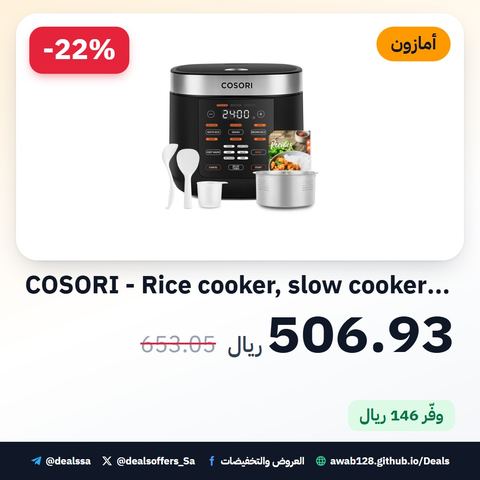 -22%
أمازون
COSORI
2400
Recipes
COSORI - Rice cooker, slow cooker...
506.93 ريال 653.05
وفّر 146 ريال
@dealssa @dealsoffers_Sa العروض والتخفيضات awab128.github.io/Deals